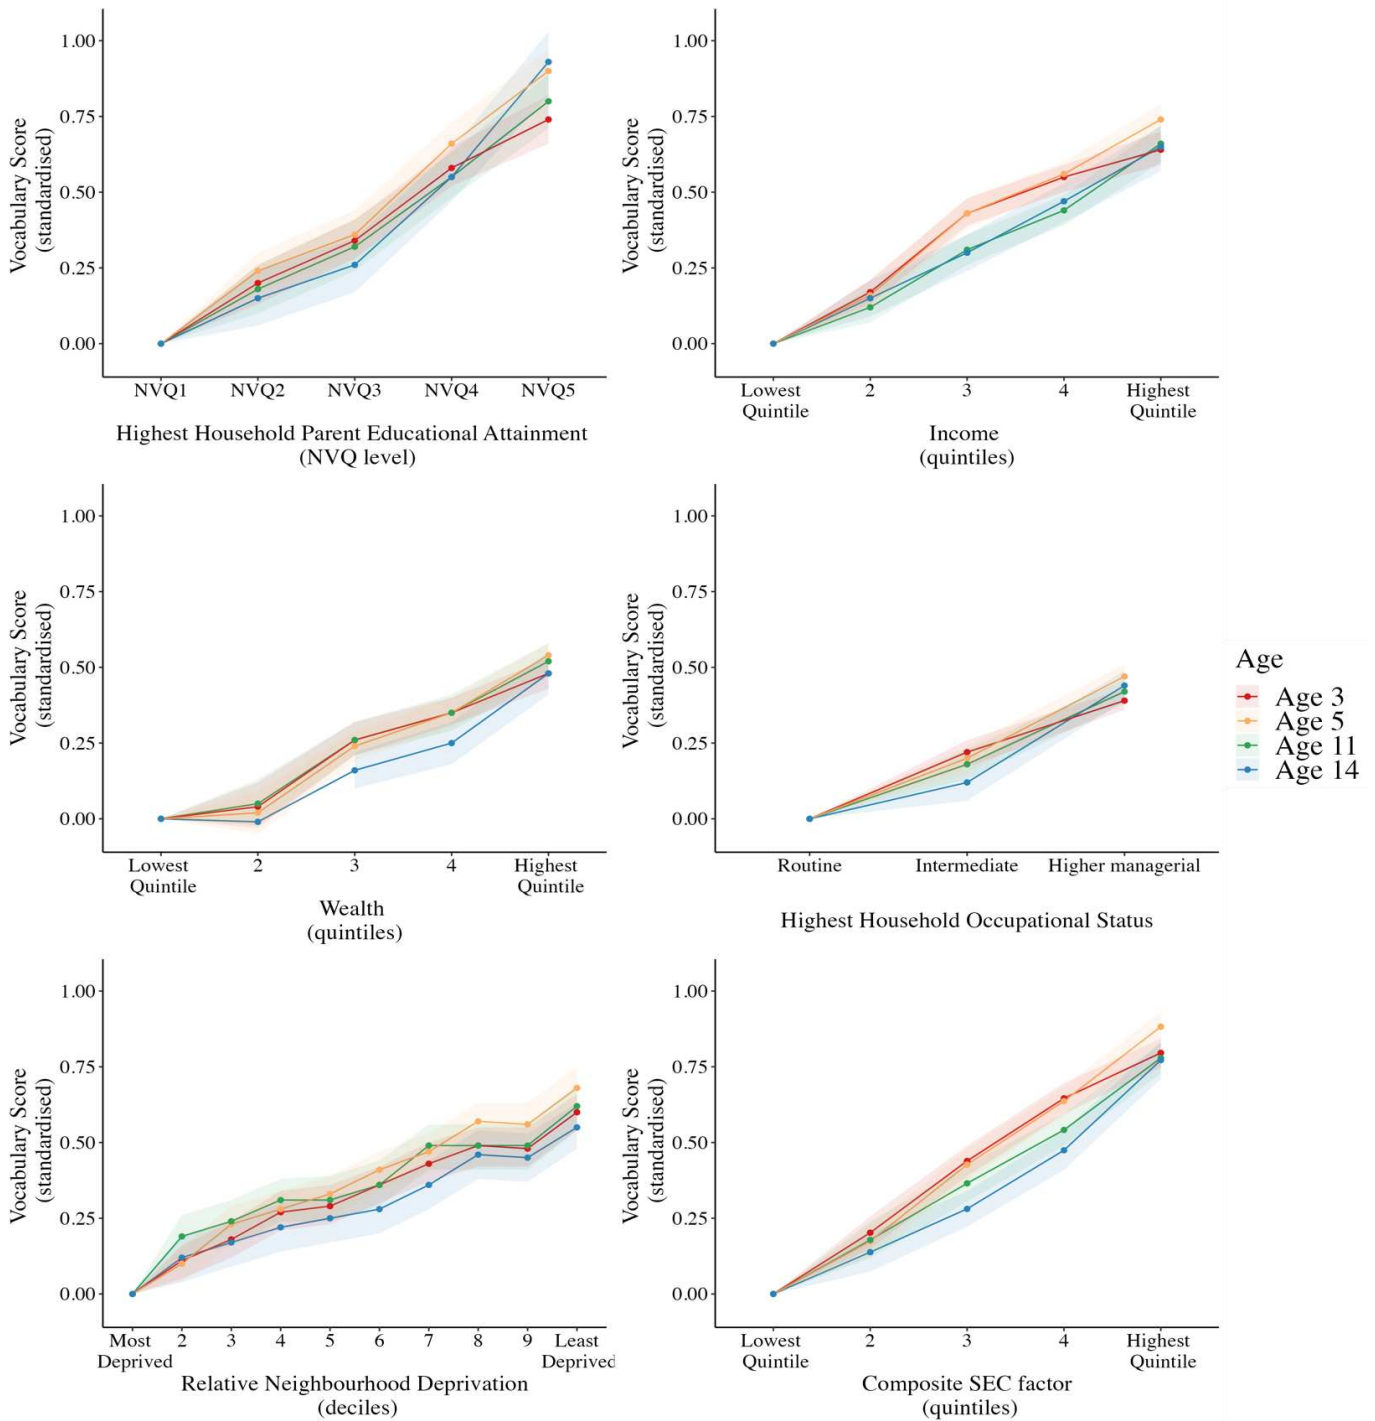 1.00
0.75
0.50
0.25
0.00
Vocabulary Score
(standardised)
NVQ1 NVQ2 NVQ3 NVQ4 NVQ5
Highest Household Parent Educational Attainment
(NVQ level)
1.00
0.75
0.50
0.25
0.00
Vocabulary Score
(standardised)
Lowest 2 3 4 Highest
Quintile Quintile
Income
(quintiles)
1.00
0.75
0.50
0.25
0.00
Vocabulary Score
(standardised)
Lowest 2 3 4 Highest
Quintile Quintile
Wealth
(quintiles)
1.00
0.75
0.50
0.25
0.00
Vocabulary Score
(standardised)
Routine Intermediate Higher managerial
Highest Household Occupational Status
Age
Age 3
Age 5
Age 11
Age 14
1.00
0.75
0.50
0.25
0.00
Vocabulary Score
(standardised)
Most 2 3 4 5 6 7 8 9 Least
Deprived Deprived
Relative Neighbourhood Deprivation
(deciles)
1.00
0.75
0.50
0.25
0.00
Vocabulary Score
(standardised)
Lowest 2 3 4 Highest
Quintile Quintile
Composite SEC factor
(quintiles)